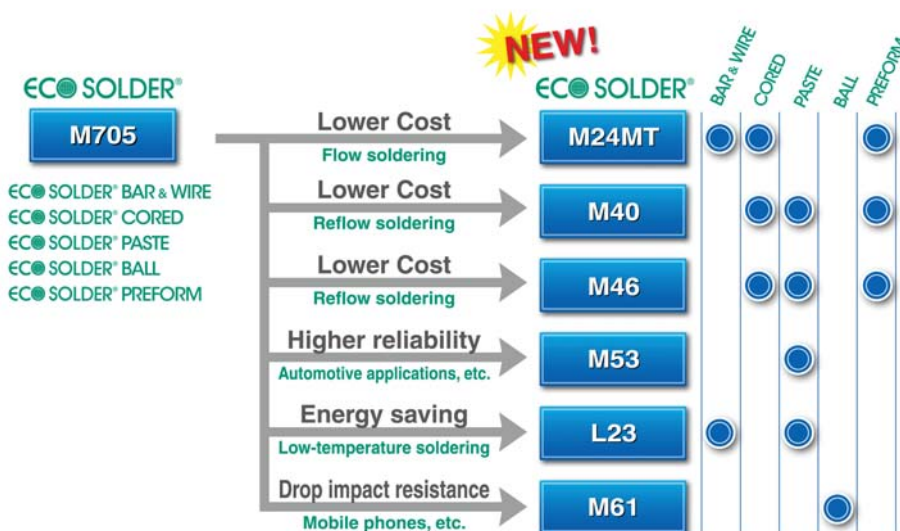 NEW!
ECO SOLDER®
M705
ECO SOLDER® BAR & WIRE
ECO SOLDER® CORED
ECO SOLDER® PASTE
ECO SOLDER® BALL
ECO SOLDER® PREFORM
ECO SOLDER®
BAR & WIRE
CORED
PASTE
BALL
PREFORM
Lower Cost
Flow soldering
M24MT
Lower Cost
Reflow soldering
M40
Lower Cost
Reflow soldering
M46
Higher reliability
Automotive applications, etc.
M53
Energy saving
Low-temperature soldering
L23
Drop impact resistance
Mobile phones, etc.
M61